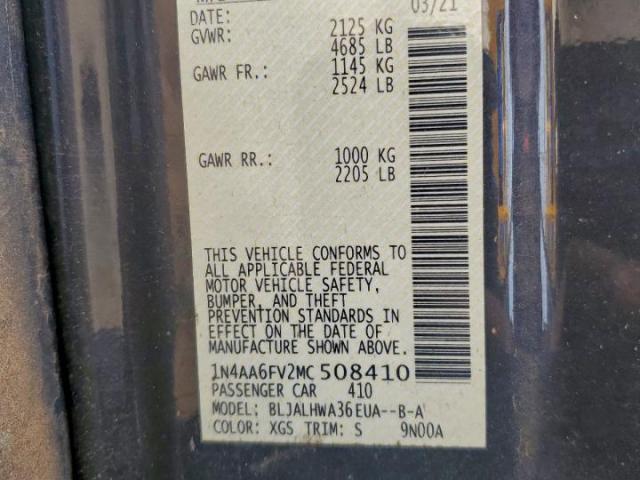 DATE: 03/21
GVWR: 2125 KG
4685 LB
GAWR FR.: 1145 KG
2524 LB
GAWR RR.: 1000 KG
2205 LB
THIS VEHICLE CONFORMS TO
ALL APPLICABLE FEDERAL
MOTOR VEHICLE SAFETY,
BUMPER, AND THEFT
PREVENTION STANDARDS IN
EFFECT ON THE DATE OF
MANUFACTURE SHOWN ABOVE.
1N4AA6FV2MC508410
PASSENGER CAR 410
MODEL: BLJALHWA36EUA--B-A
COLOR: XGS TRIM: S 9N00A